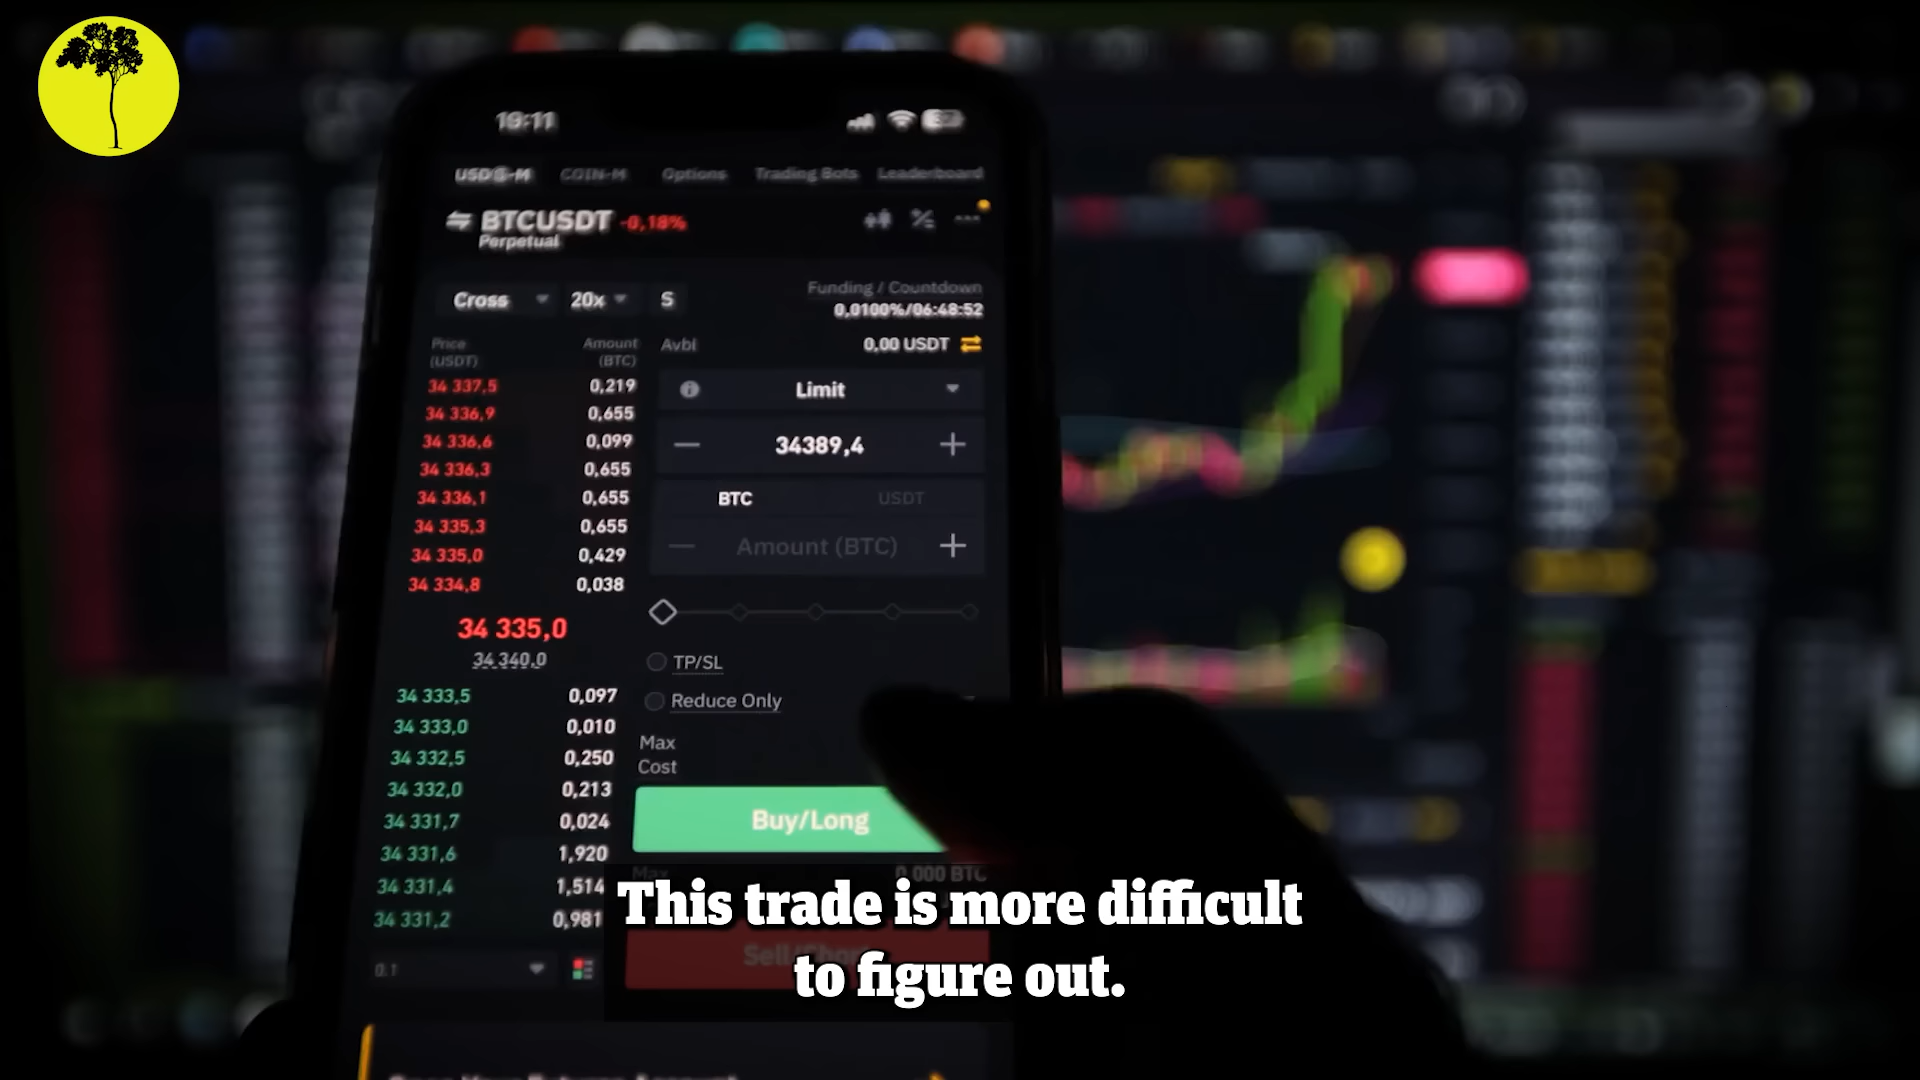 19:11
USDⓈ-M COIN-M Options Trading Bots Leaderboard
BTCUSDT -0,18%
Perpetual
Cross 20x S
Funding / Countdown
0,0100%/06:48:52
Price (USDT) Amount (BTC)
Avbl 0,00 USDT
34 337,5 0,219
Limit
34 336,9 0,655
34 336,6 0,099
34389,4
34 336,3 0,655
34 336,1 0,655
BTC USDT
34 335,3 0,655
34 335,0 0,429
Amount (BTC)
34 334,8 0,038
34 335,0
34 340,0
TP/SL
34 333,5 0,097
Reduce Only
34 333,0 0,010
34 332,5 0,250
Max
Cost
34 332,0 0,213
34 331,7 0,024
Buy/Long
34 331,6 1,920
Max 0,000 BTC
34 331,4 1,514
34 331,2 0,981
This trade is more difficult
to figure out.
Sell/Short
0.1